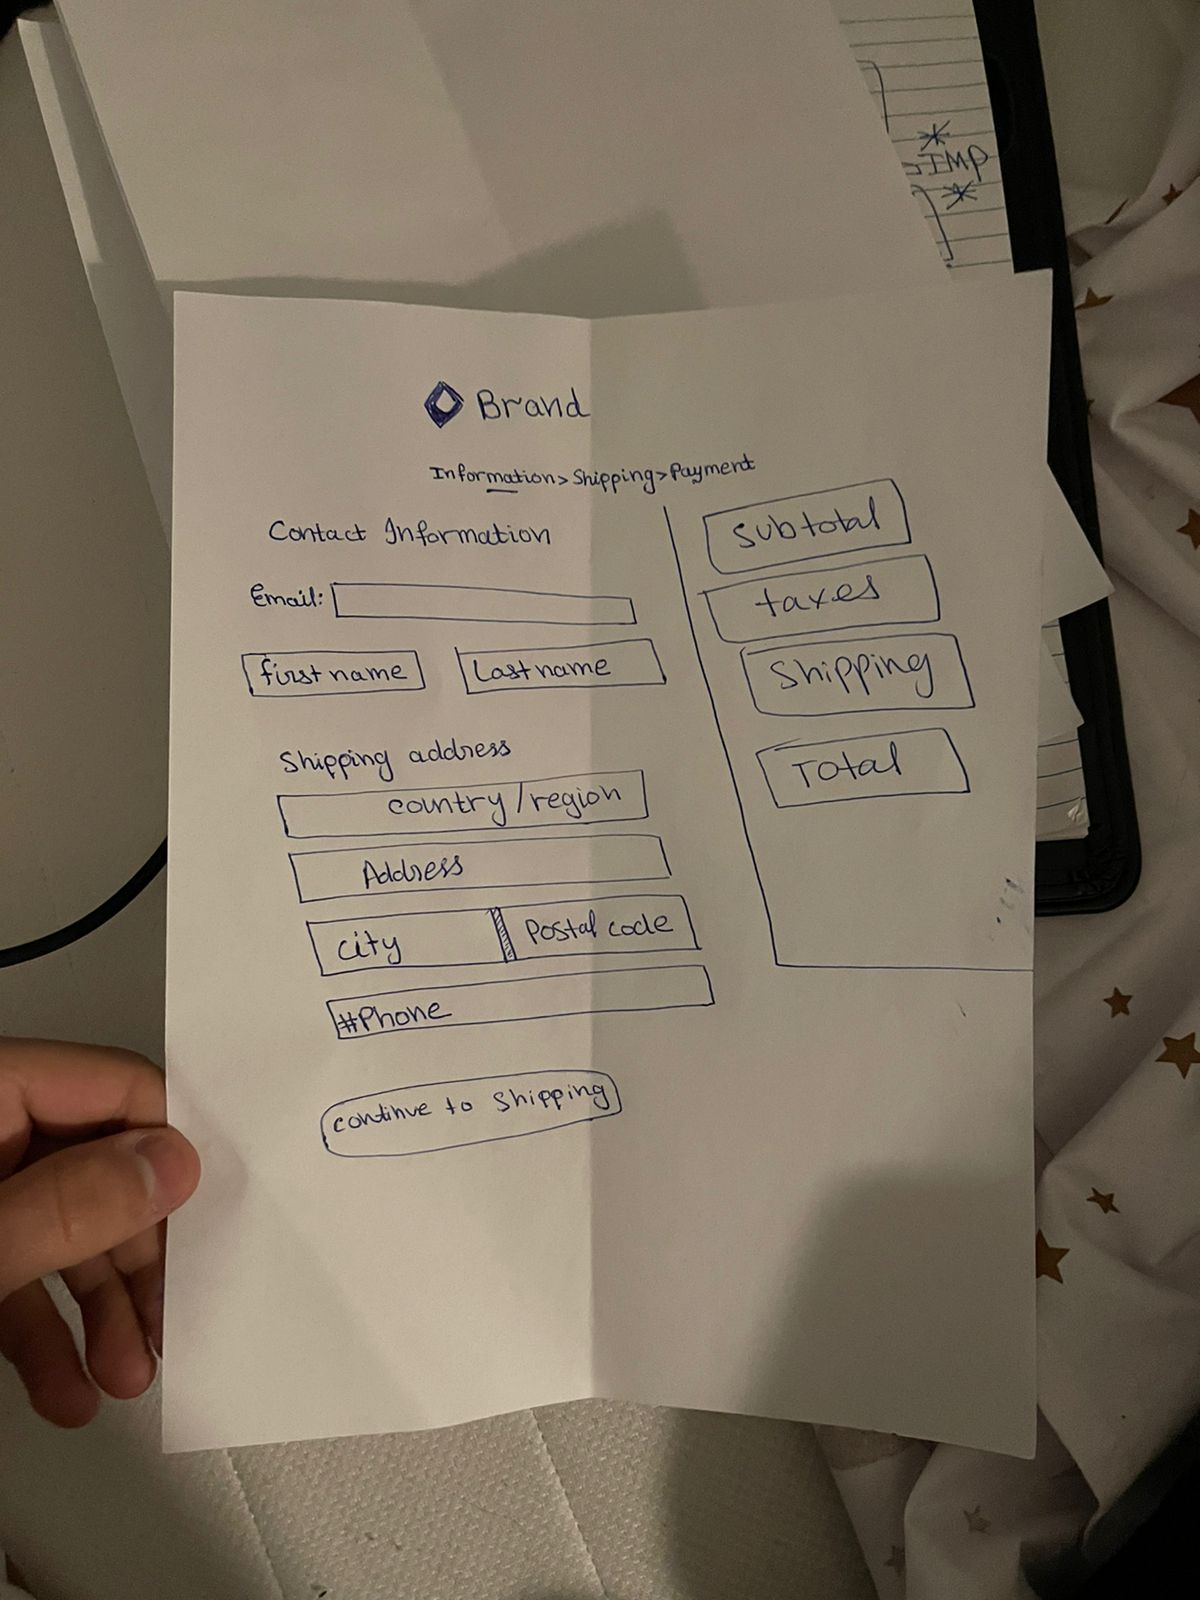 *
IMP
*
Brand
Information > Shipping > Payment
Contact Information
Email:
first name
Last name
Shipping address
country/region
Address
city
Postal code
#Phone
continue to shipping
subtotal
taxes
Shipping
Total